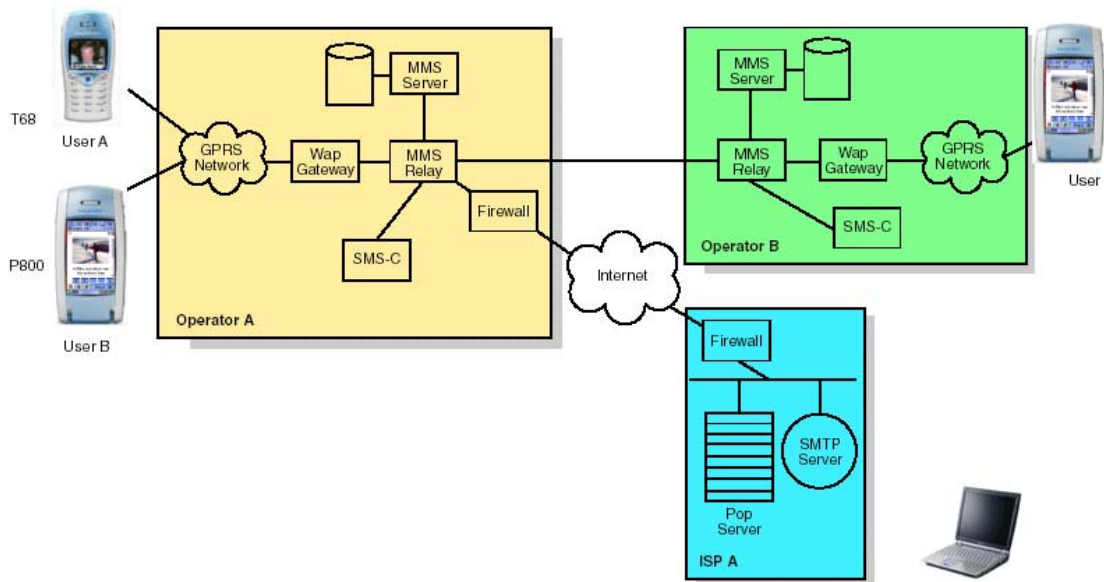 T68
User A
P800
User B
GPRS
Network
Wap
Gateway
MMS
Server
MMS
Relay
Firewall
SMS-C
Operator A
Internet
MMS
Server
MMS
Relay
Wap
Gateway
GPRS
Network
SMS-C
Operator B
User
Firewall
Pop
Server
SMTP
Server
ISP A